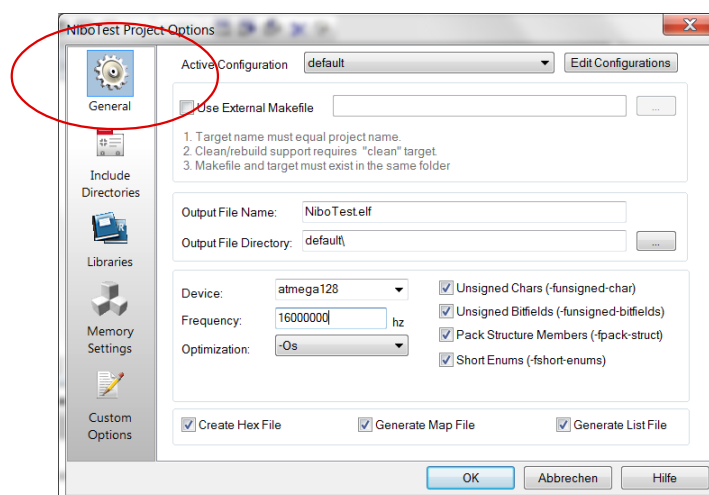 NiboTest Project Options
General
Include
Directories
Libraries
Memory
Settings
Custom
Options
Active Configuration default Edit Configurations
Use External Makefile ...
1. Target name must equal project name.
2. Clean/rebuild support requires "clean" target.
3. Makefile and target must exist in the same
folder
Output File Name: NiboTest.elf
Output File Directory: default\ ...
Device: atmega128
Frequency: 16000000 hz
Optimization: -Os
Unsigned Chars (-funsigned-char)
Unsigned Bitfields (-funsigned-bitfields)
Pack Structure Members (-fpack-struct)
Short Enums (-fshort-enums)
Create Hex File Generate Map File Generate List File
OK Abbrechen Hilfe